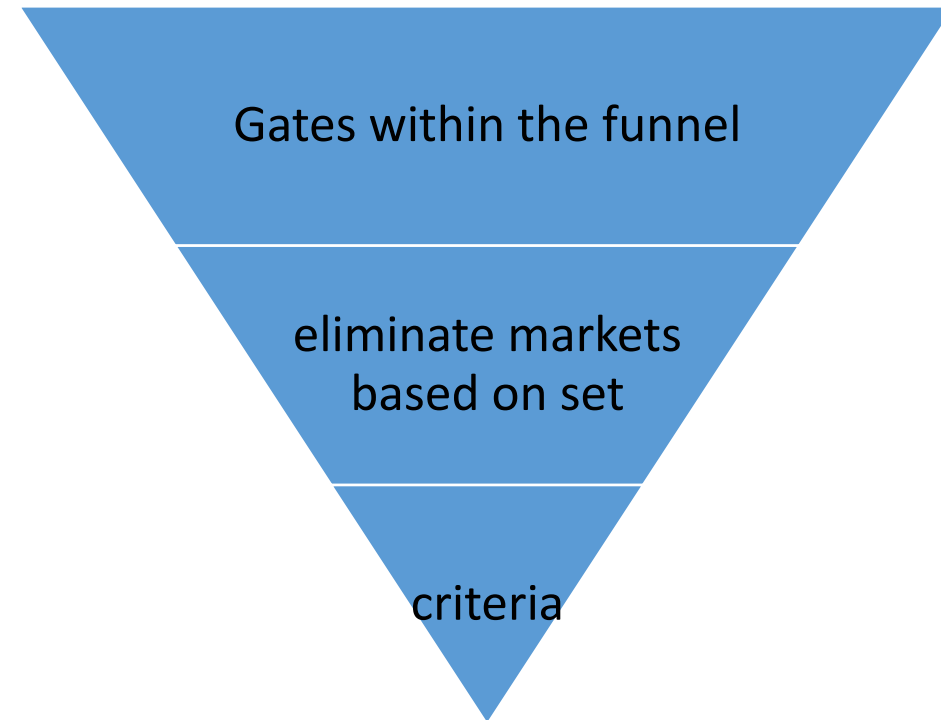 Gates within the funnel
eliminate markets
based on set
criteria